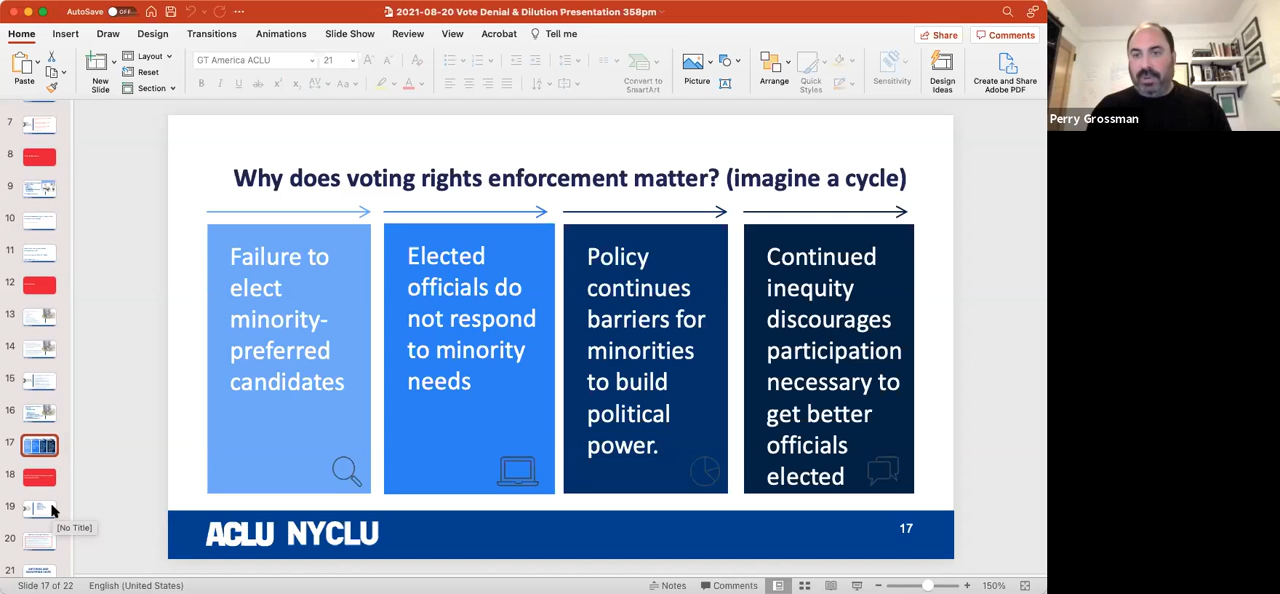 AutoSave OFF
2021-08-20 Vote Denial & Dilution Presentation 358pm
Home Insert Draw Design Transitions Animations Slide Show Review View Acrobat Tell me
Share Comments
Paste
New
Slide
Layout
Reset
Section
GT America ACLU 21
Convert to
SmartArt
Picture
Arrange
Quick
Styles
Sensitivity
Design
Ideas
Create and Share
Adobe PDF
Perry Grossman
7
8
9
10
11
12
13
14
15
16
17
18
19
20
21
[No Title]
Why does voting rights enforcement matter? (imagine a cycle)
Failure to
elect
minority-
preferred
candidates
Elected
officials do
not respond
to minority
needs
Policy
continues
barriers for
minorities
to build
political
power.
Continued
inequity
discourages
participation
necessary to
get better
officials
elected
ACLU NYCLU
17
Slide 17 of 22 English (United States)
Notes Comments 150%